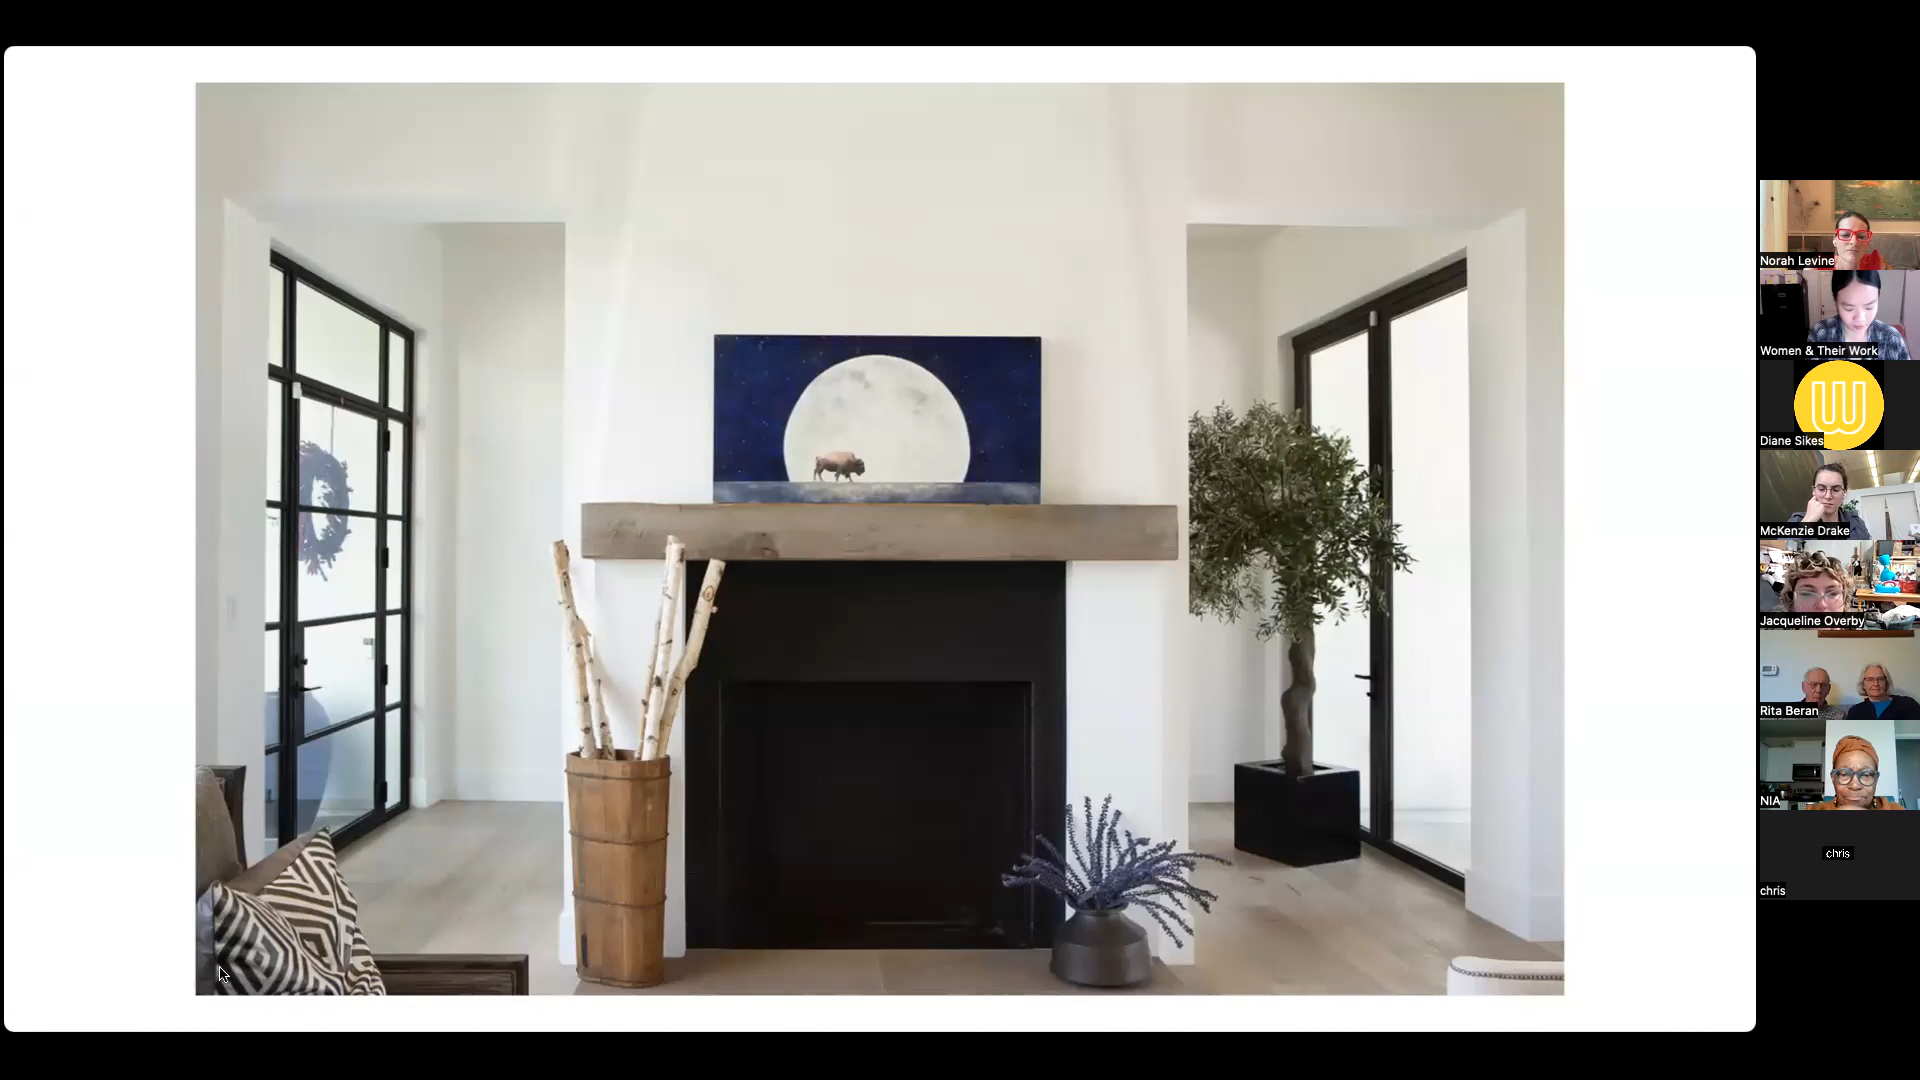 Norah Levine
Women & Their Work
W
Diane Sikes
McKenzie Drake
Jacqueline Overby
Rita Beran
NIA
chris
chris